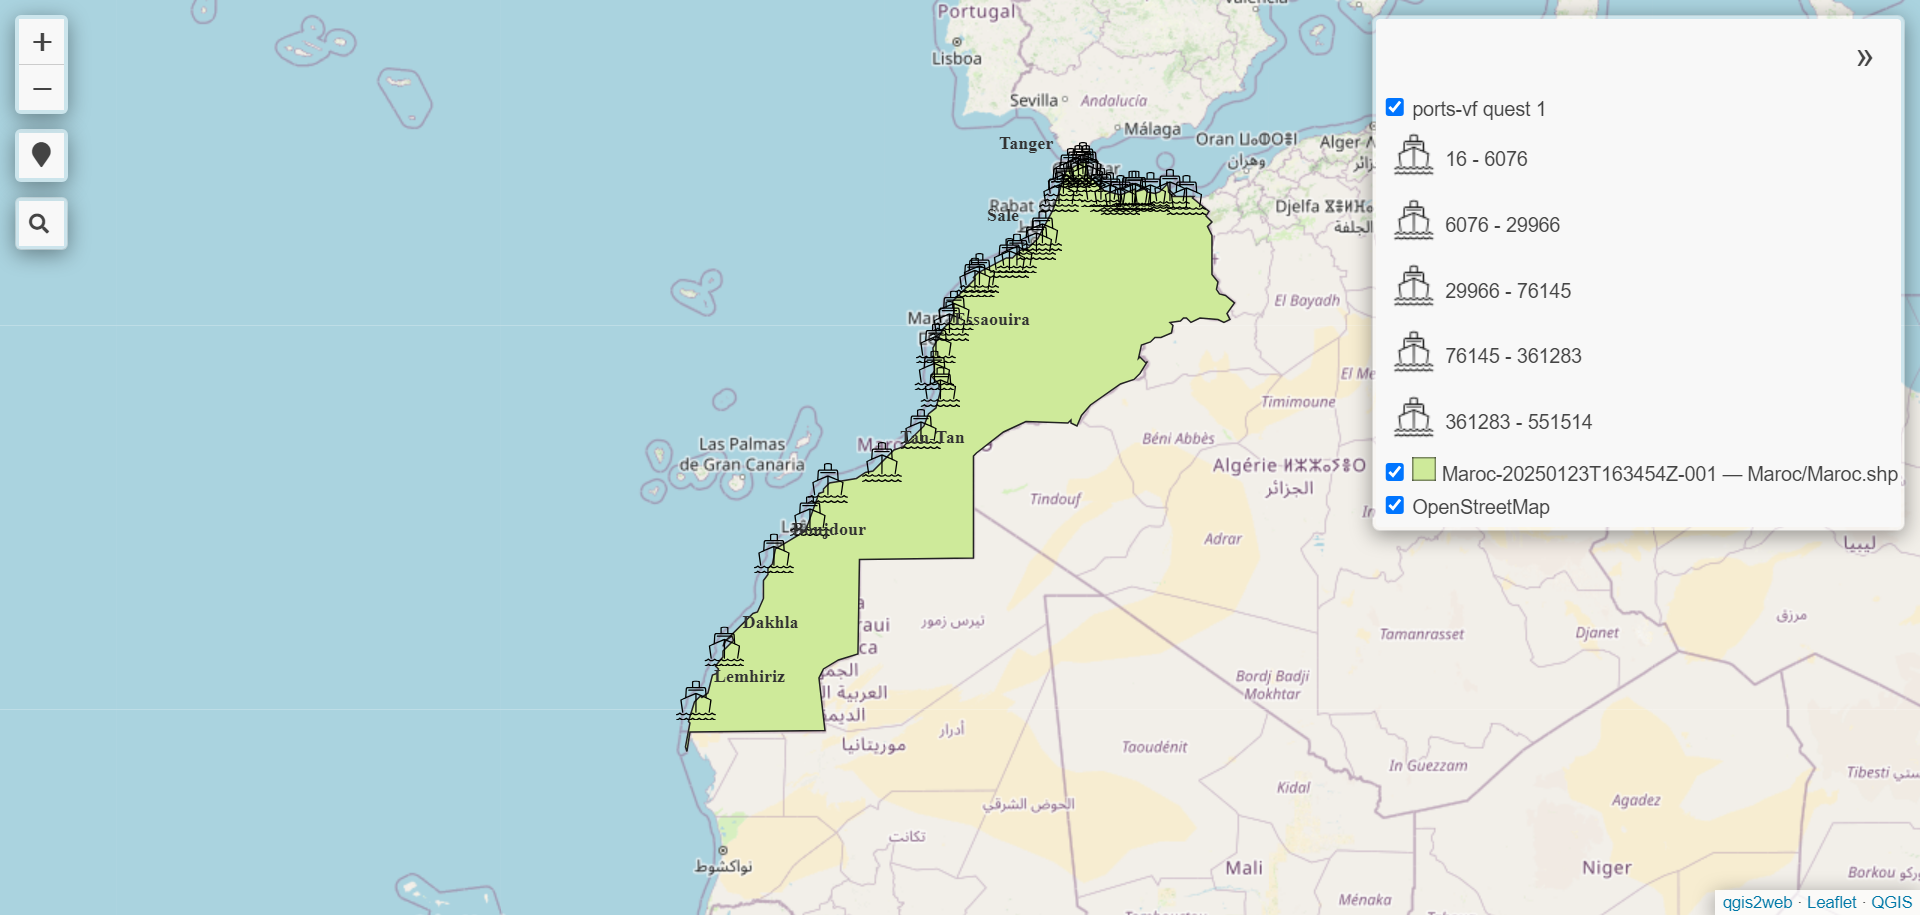 +
−
»
ports-vf quest 1
16 - 6076
6076 - 29966
29966 - 76145
76145 - 361283
361283 - 551514
Maroc-20250123T163454Z-001 — Maroc/Maroc.shp
OpenStreetMap
Portugal
Lisboa
Sevilla
Andalucía
Málaga
Tanger
Oran ⵡⴰⵀⵔⴰⵏ
وهران
Alger
Rabat
Sale
Djelfa
الجلفة
Essaouira
El Bayadh
Timimoune
Las Palmas
de Gran Canaria
Tan-Tan
Béni Abbès
Algérie ⵍⵣⵣⴰⵢⴻⵔ
الجزائر
Tindouf
Boujdour
Adrar
ليبيا
Dakhla
تيرس زمور
مرزق
Tamanrasset
Djanet
Lemhiriz
Bordj Badji
Mokhtar
أدرار
موريتانيا
Taoudénit
In Guezzam
Tibesti
Kidal
Agadez
الحوض الشرقي
تكانت
نواكشوط
Mali
Niger
Borkou
Ménaka
qgis2web · Leaflet · QGIS